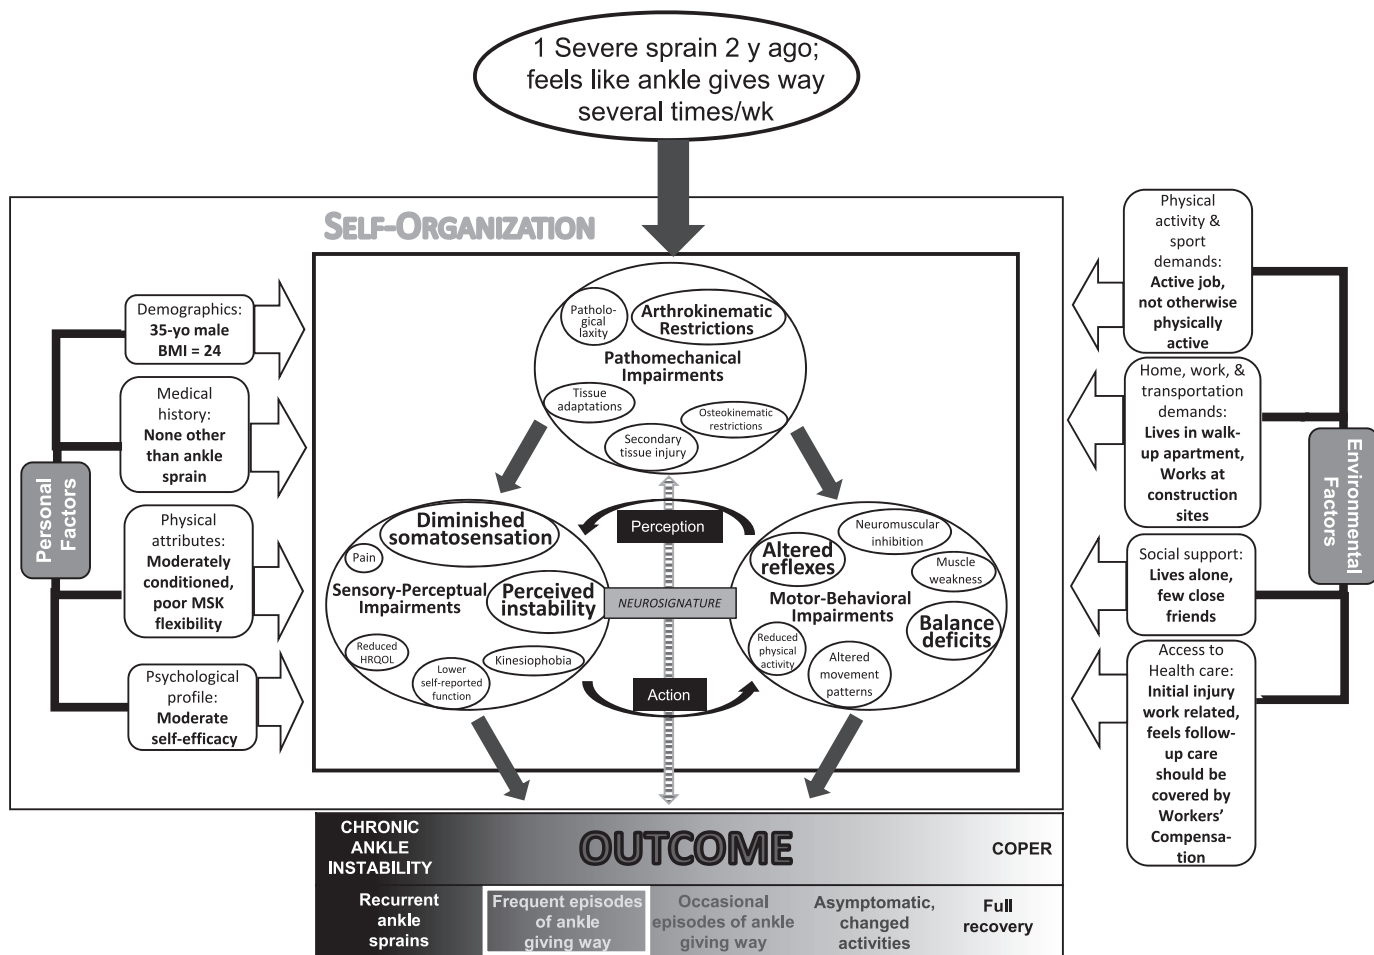 1 Severe sprain 2 y ago;
feels like ankle gives way
several times/wk
SELF-ORGANIZATION
Personal
Factors
Demographics:
35-yo male
BMI = 24
Medical
history:
None other
than ankle
sprain
Physical
attributes:
Moderately
conditioned,
poor MSK
flexibility
Psychological
profile:
Moderate
self-efficacy
Patholo-
gical
laxity
Arthrokinematic
Restrictions
Pathomechanical
Impairments
Tissue
adaptations
Osteokinematic
restrictions
Secondary
tissue injury
Diminished
somatosensation
Pain
Sensory-Perceptual
Impairments
Perceived
instability
Reduced
HRQOL
Lower
self-reported
function
Kinesiophobia
Perception
NEUROSIGNATURE
Action
Neuromuscular
inhibition
Altered
reflexes
Muscle
weakness
Motor-Behavioral
Impairments
Balance
deficits
Reduced
physical
activity
Altered
movement
patterns
Physical
activity &
sport
demands:
Active job,
not otherwise
physically
active
Home, work, &
transportation
demands:
Lives in walk-
up apartment,
Works at
construction
sites
Social support:
Lives alone,
few close
friends
Access to
Health care:
Initial injury
work related,
feels follow-
up care
should be
covered by
Workers'
Compensa-
tion
Environmental
Factors
CHRONIC
ANKLE
INSTABILITY
OUTCOME
COPER
Recurrent
ankle
sprains
Frequent episodes
of ankle
giving way
Occasional
episodes of ankle
giving way
Asymptomatic,
changed
activities
Full
recovery